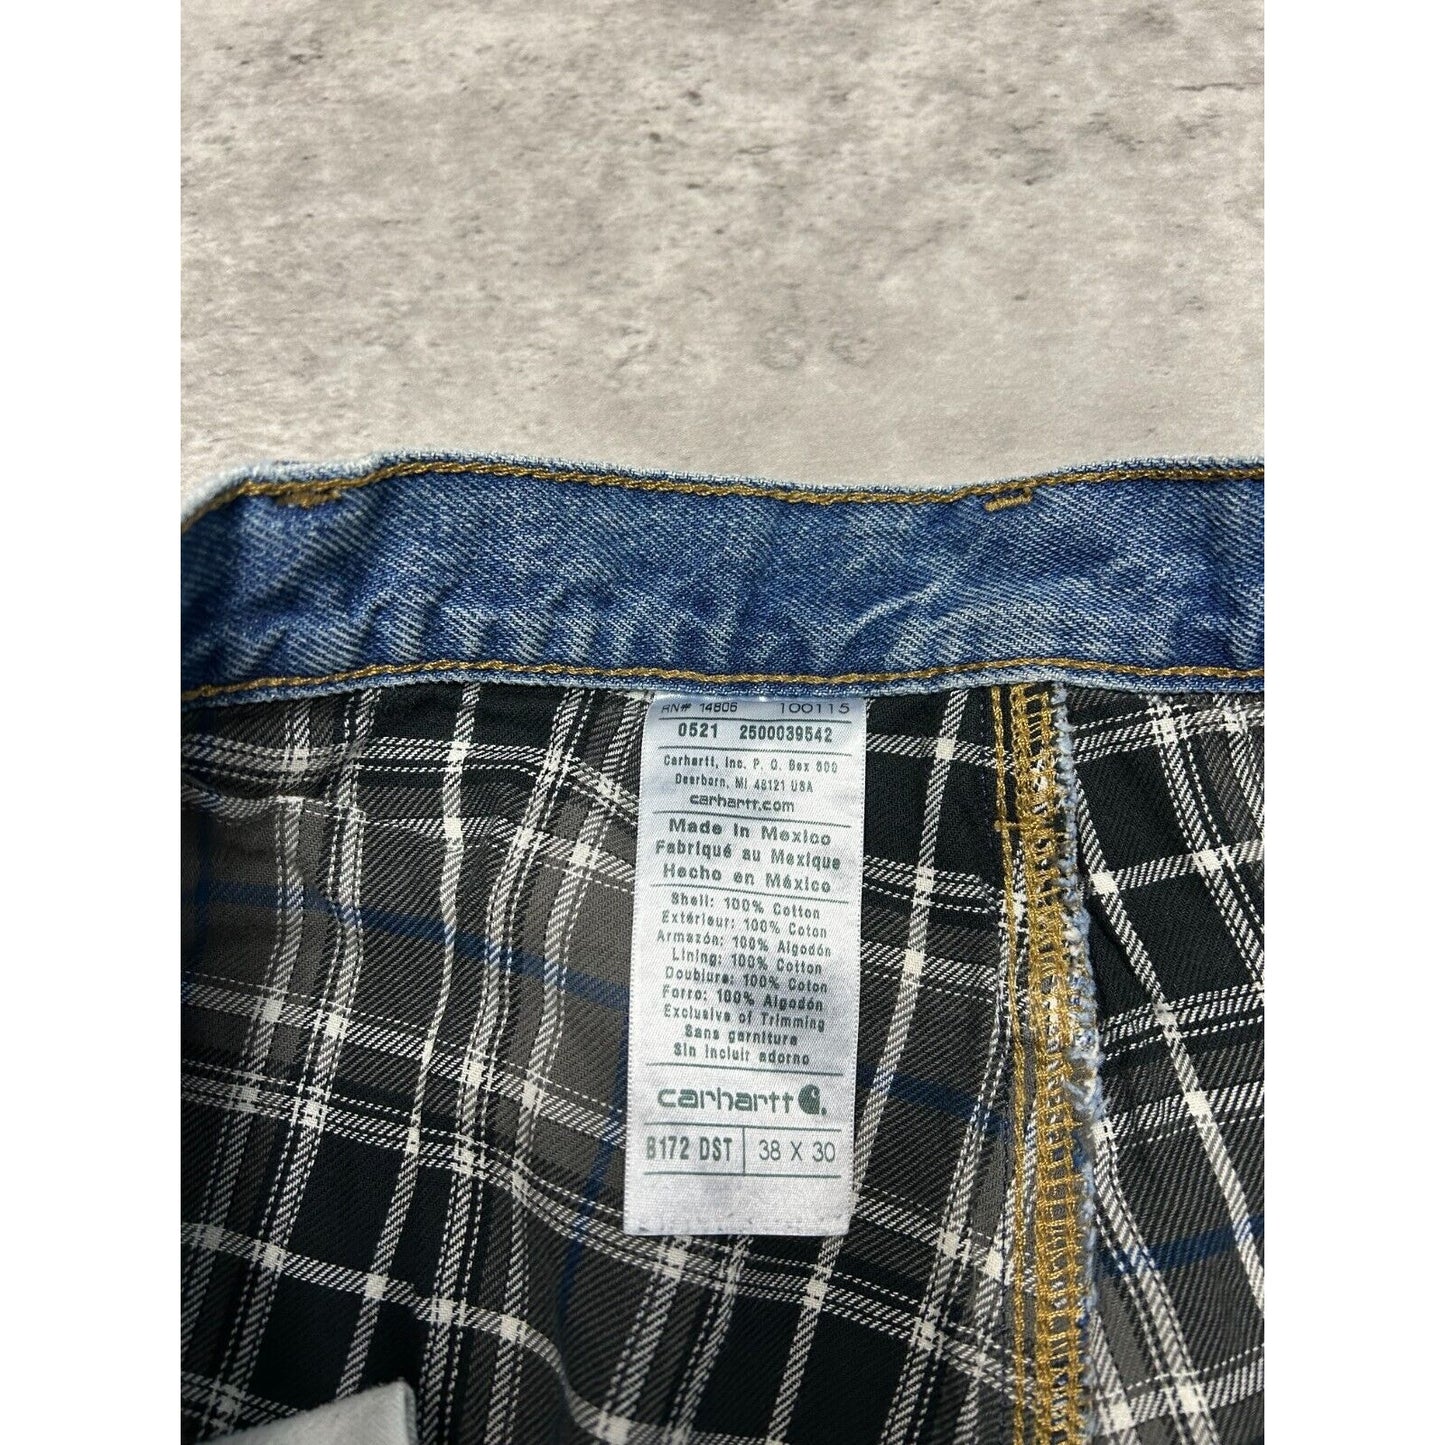 RN# 14806 100115
0521 2500039542
Carhartt, Inc. P. O. Box 600
Dearborn, MI 48121 USA
carhartt.com
Made in Mexico
Fabriqué au Mexique
Hecho en México
Shell: 100% Cotton
Extérieur: 100% Coton
Armazón: 100% Algodón
Lining: 100% Cotton
Doublure: 100% Coton
Forro: 100% Algodón
Exclusive of Trimming
Sans garniture
Sin incluir adorno
carhartt
B172 DST 38 X 30